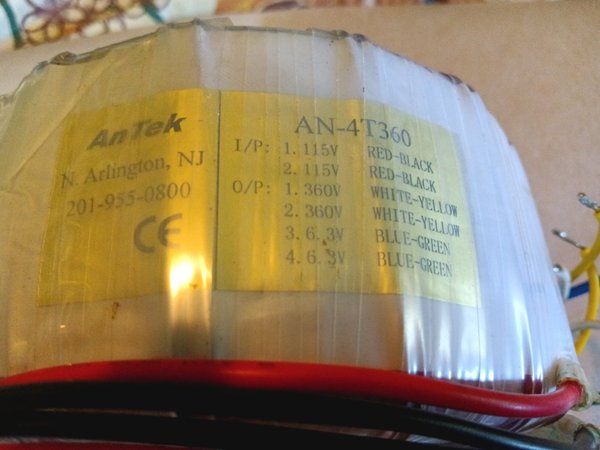 AnTek
N. Arlington, NJ
201-955-0800
CE
AN-4T360
I/P: 1. 115V RED-BLACK
2. 115V RED-BLACK
O/P: 1. 360V WHITE-YELLOW
2. 360V WHITE-YELLOW
3. 6. 3V BLUE-GREEN
4. 6. 3V BLUE-GREEN